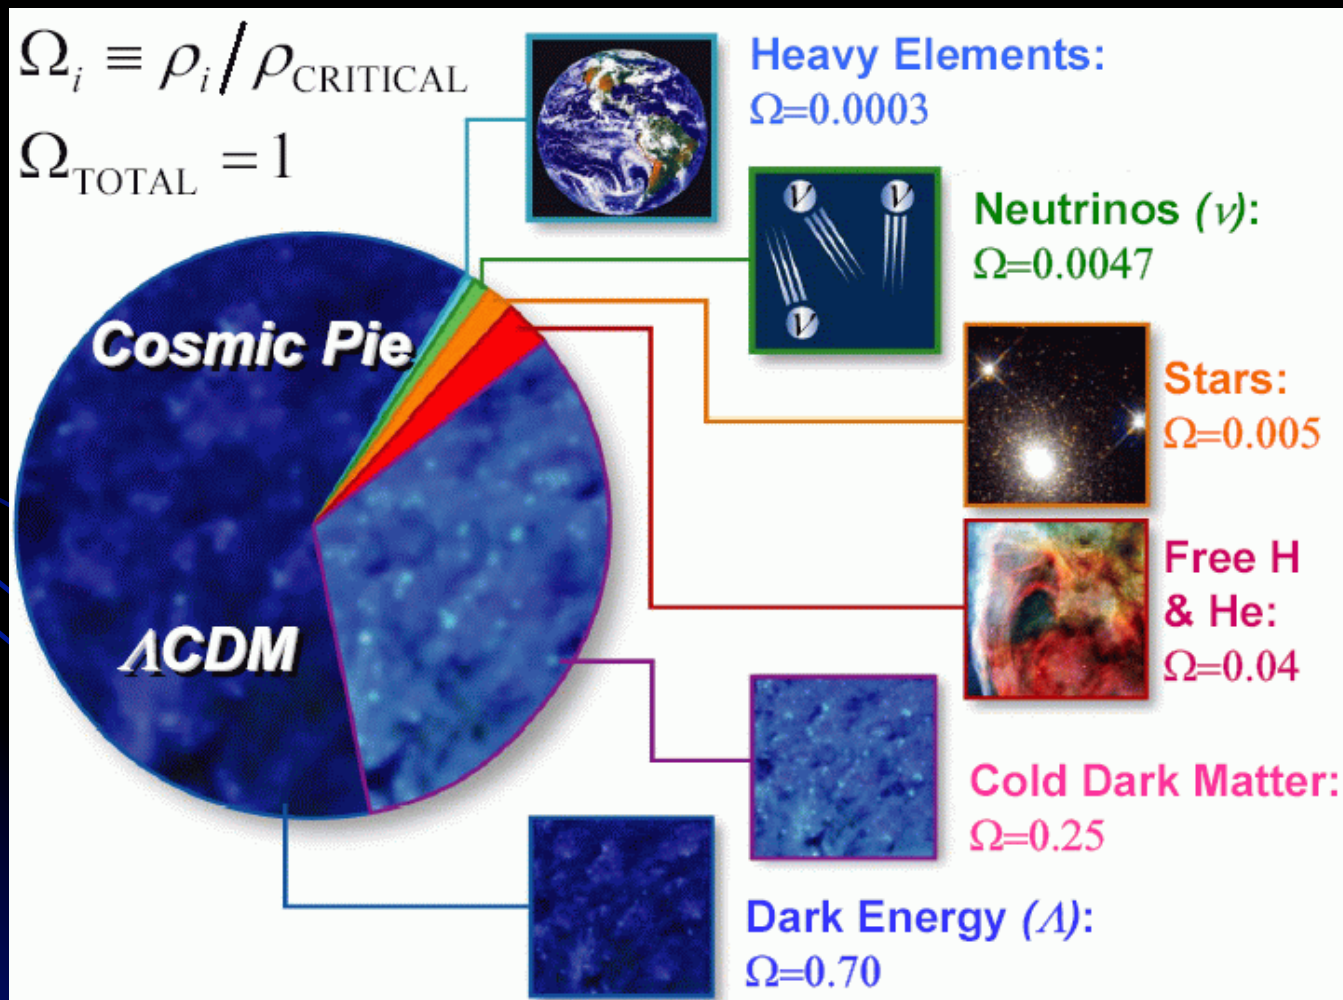 Ωᵢ ≡ ρᵢ/ρCRITICAL
ΩTOTAL = 1
Heavy Elements:
Ω=0.0003
Neutrinos (ν):
Ω=0.0047
ν ν
ν
Stars:
Ω=0.005
Free H
& He:
Ω=0.04
Cold Dark Matter:
Ω=0.25
Dark Energy (Λ):
Ω=0.70
Cosmic Pie
ΛCDM